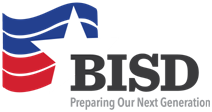 BISD
Preparing Our Next Generation